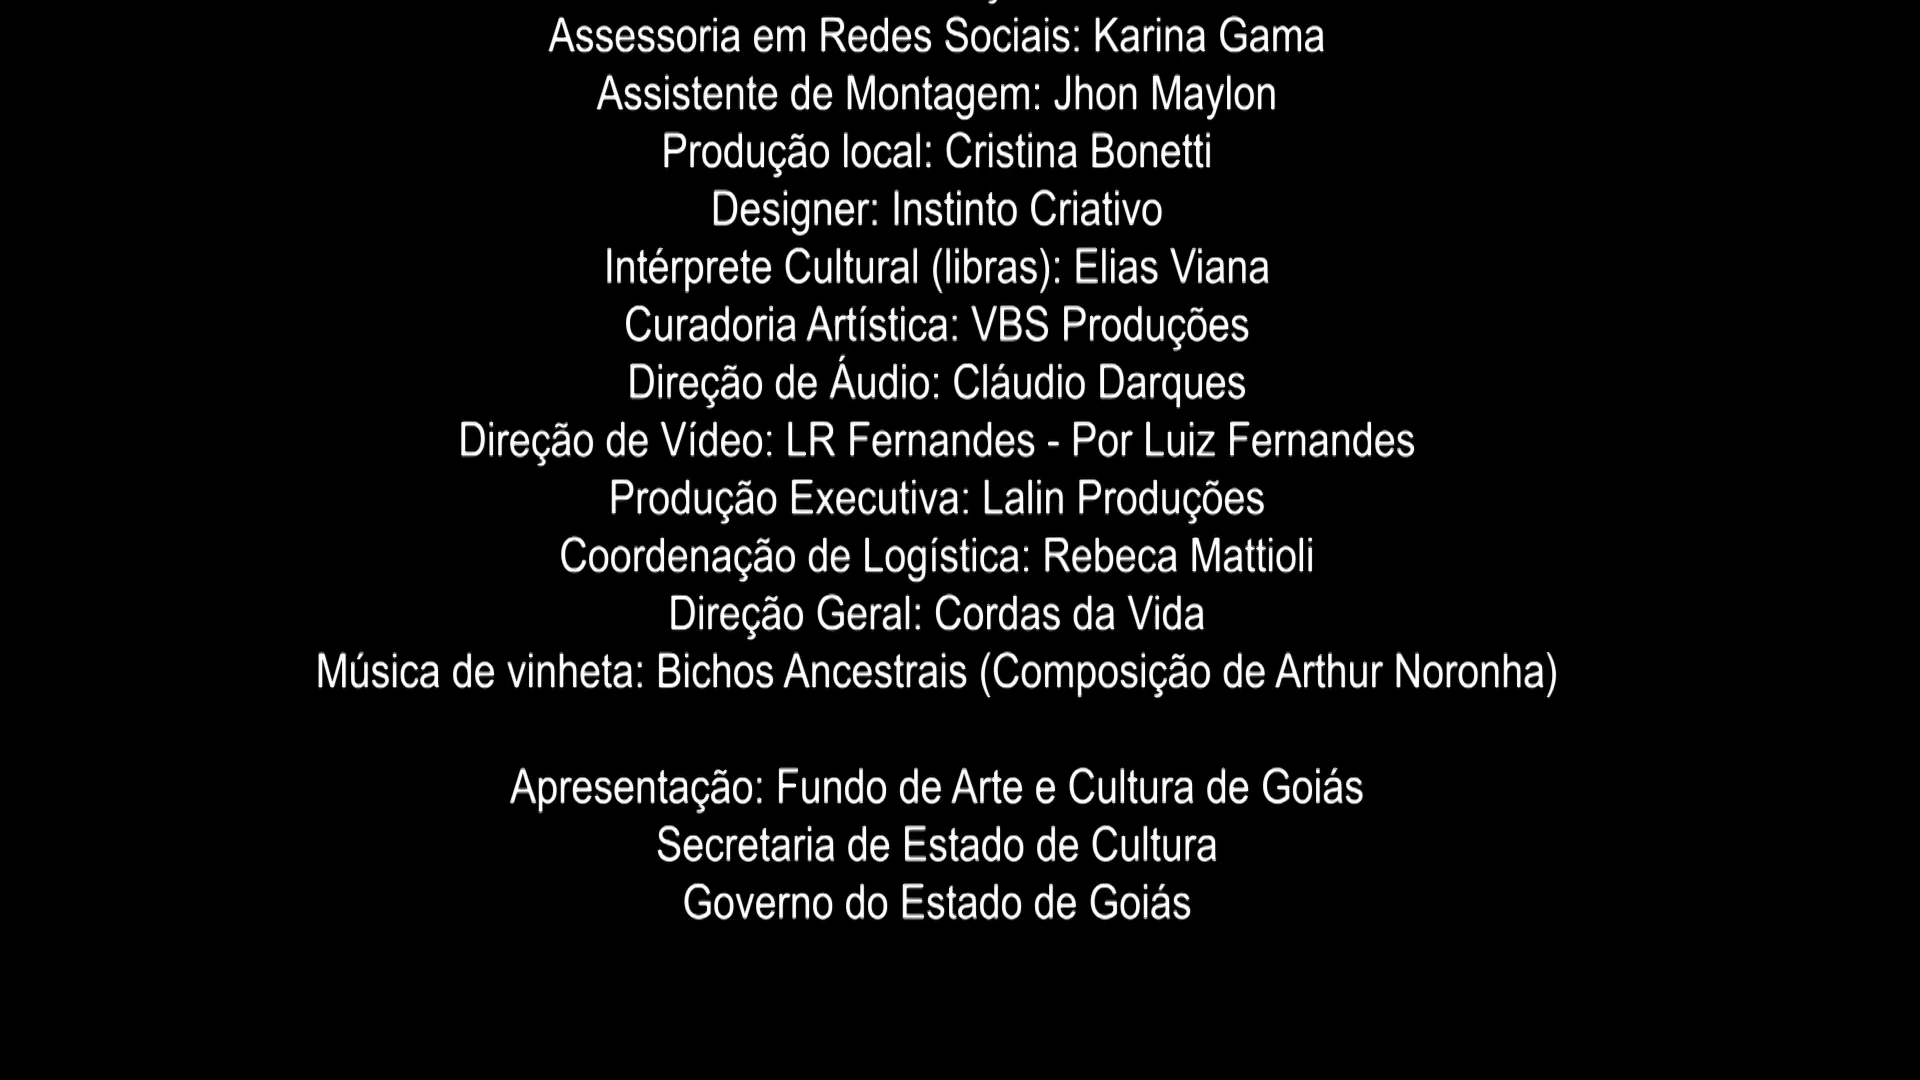 Assessoria em Redes Sociais: Karina Gama
Assistente de Montagem: Jhon Maylon
Produção local: Cristina Bonetti
Designer: Instinto Criativo
Intérprete Cultural (libras): Elias Viana
Curadoria Artística: VBS Produções
Direção de Áudio: Cláudio Darques
Direção de Vídeo: LR Fernandes - Por Luiz Fernandes
Produção Executiva: Lalin Produções
Coordenação de Logística: Rebeca Mattioli
Direção Geral: Cordas da Vida
Música de vinheta: Bichos Ancestrais (Composição de Arthur Noronha)
Apresentação: Fundo de Arte e Cultura de Goiás
Secretaria de Estado de Cultura
Governo do Estado de Goiás